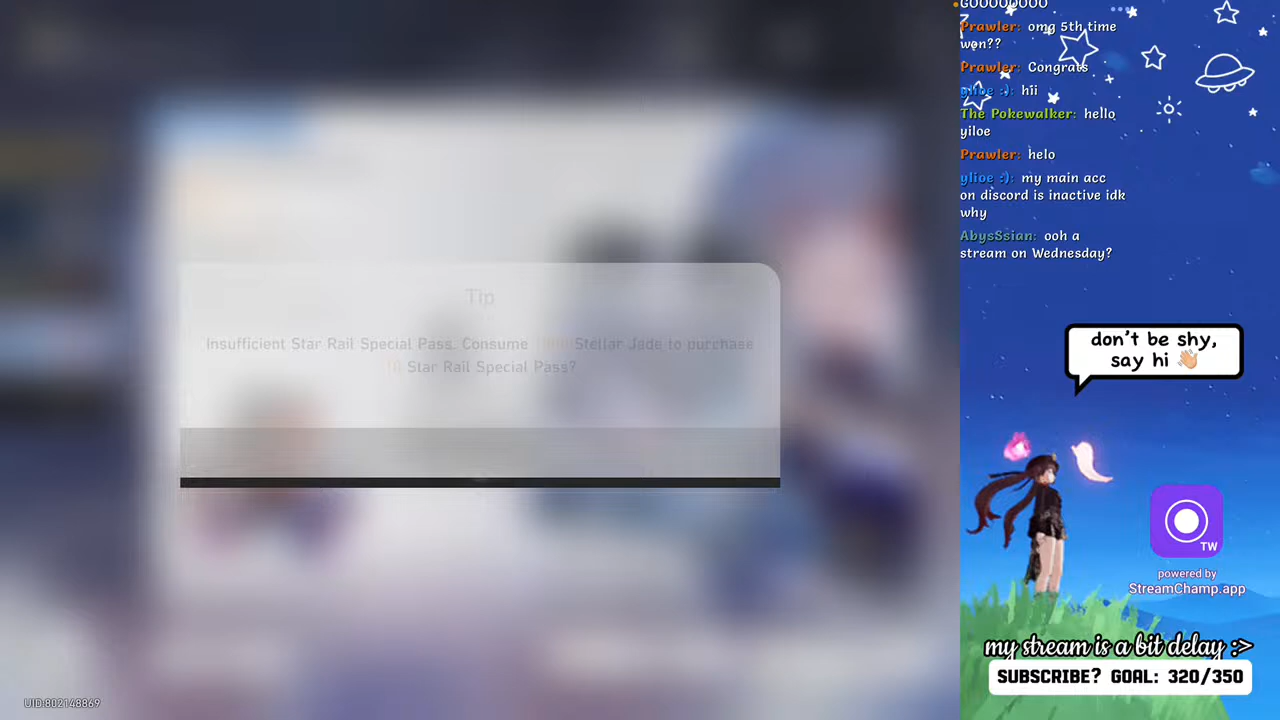 Tip
Insufficient Star Rail Special Pass. Consume Stellar Jade to purchase
Star Rail Special Pass?
UID:802148869
GOOOOOOO
Prawler: omg 5th time
won??
Prawler: Congrats
ylioe :): hii
The Pokewalker: hello
yiloe
Prawler: helo
ylioe :): my main acc
on discord is inactive idk
why
AbysSsian: ooh a
stream on Wednesday?
don't be shy,
say hi 👋🏻
TW
powered by
StreamChamp.app
my stream is a bit delay :>
SUBSCRIBE? GOAL: 320/350